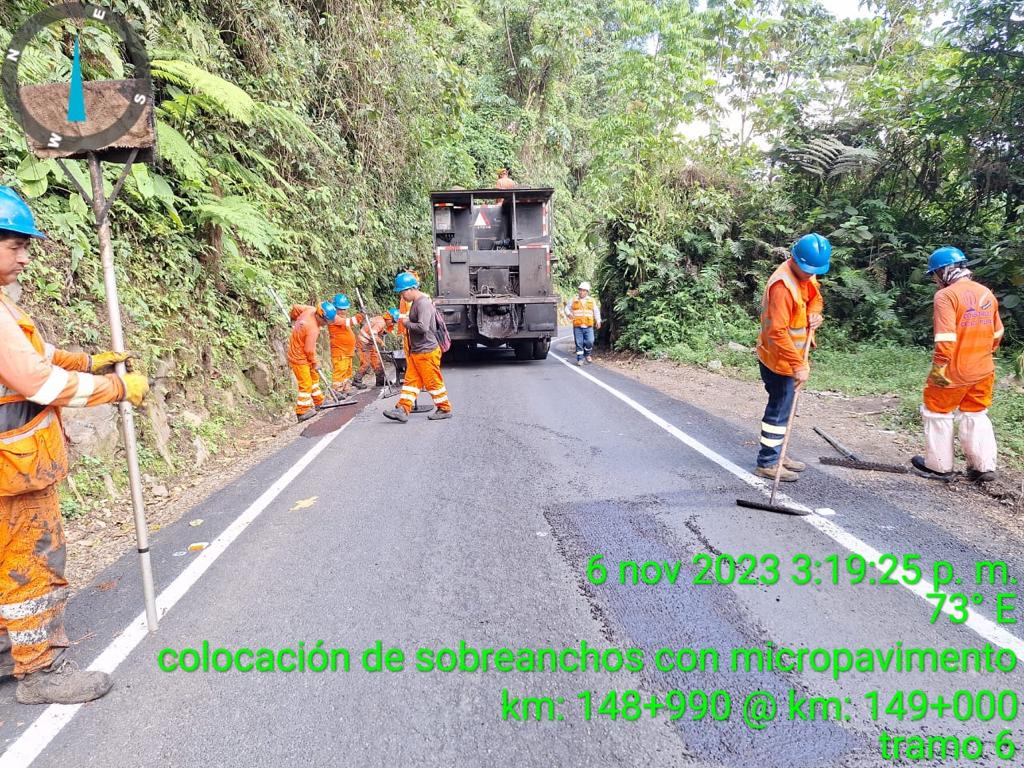 N
E
S
W
6 nov 2023 3:19:25 p. m.
73° E
colocación de sobreanchos con micropavimento
km: 148+990 @ km: 149+000
tramo 6